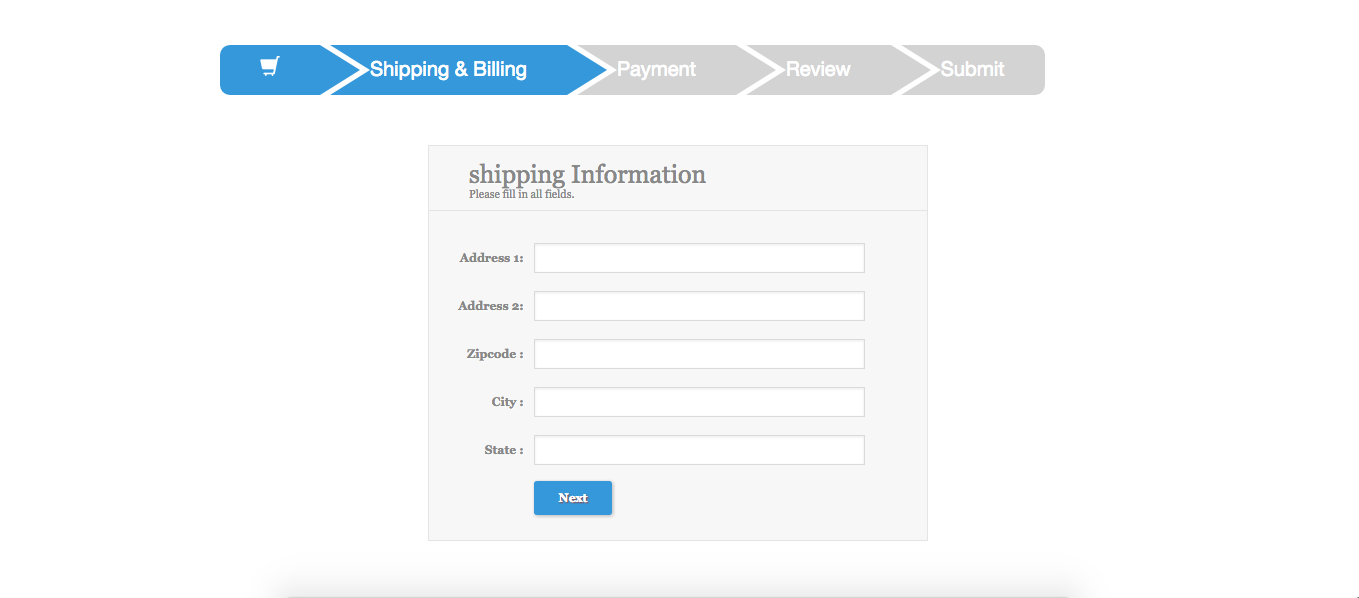 Shipping & Billing Payment Review Submit
shipping Information
Please fill in all fields.
Address 1:
Address 2:
Zipcode :
City :
State :
Next